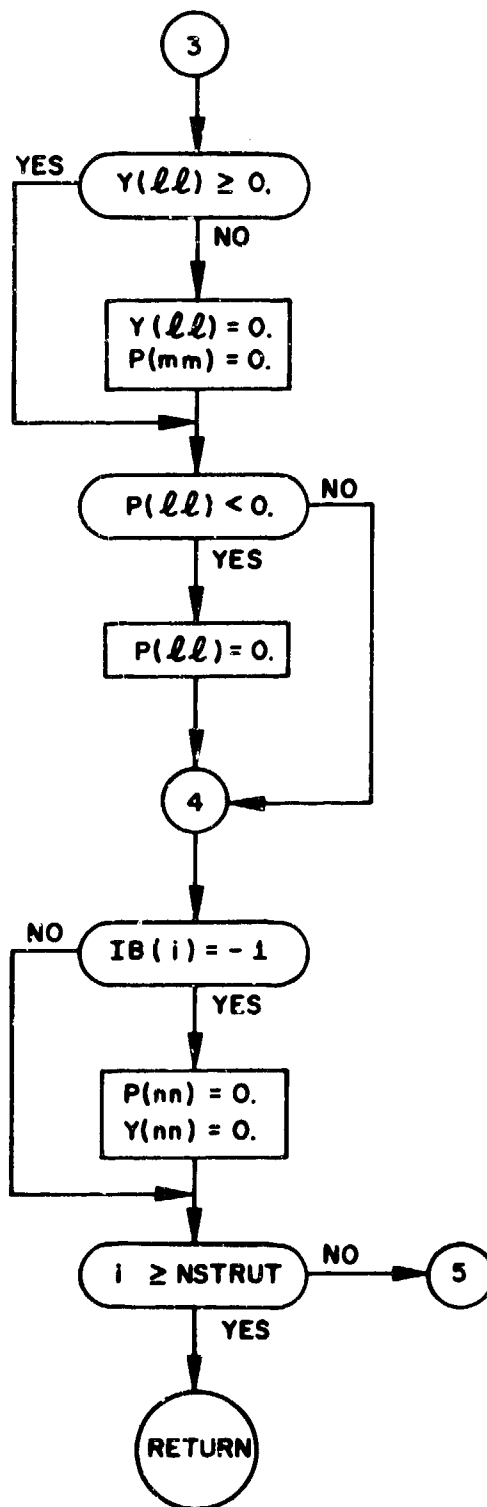 3
YES
Y(ℓℓ) ≥ 0.
NO
Y(ℓℓ) = 0.
P(mm) = 0.
P(ℓℓ) < 0.
NO
YES
P(ℓℓ) = 0.
4
NO
IB(i) = -1
YES
P(nn) = 0.
Y(nn) = 0.
i ≥ NSTRUT
NO
5
YES
RETURN